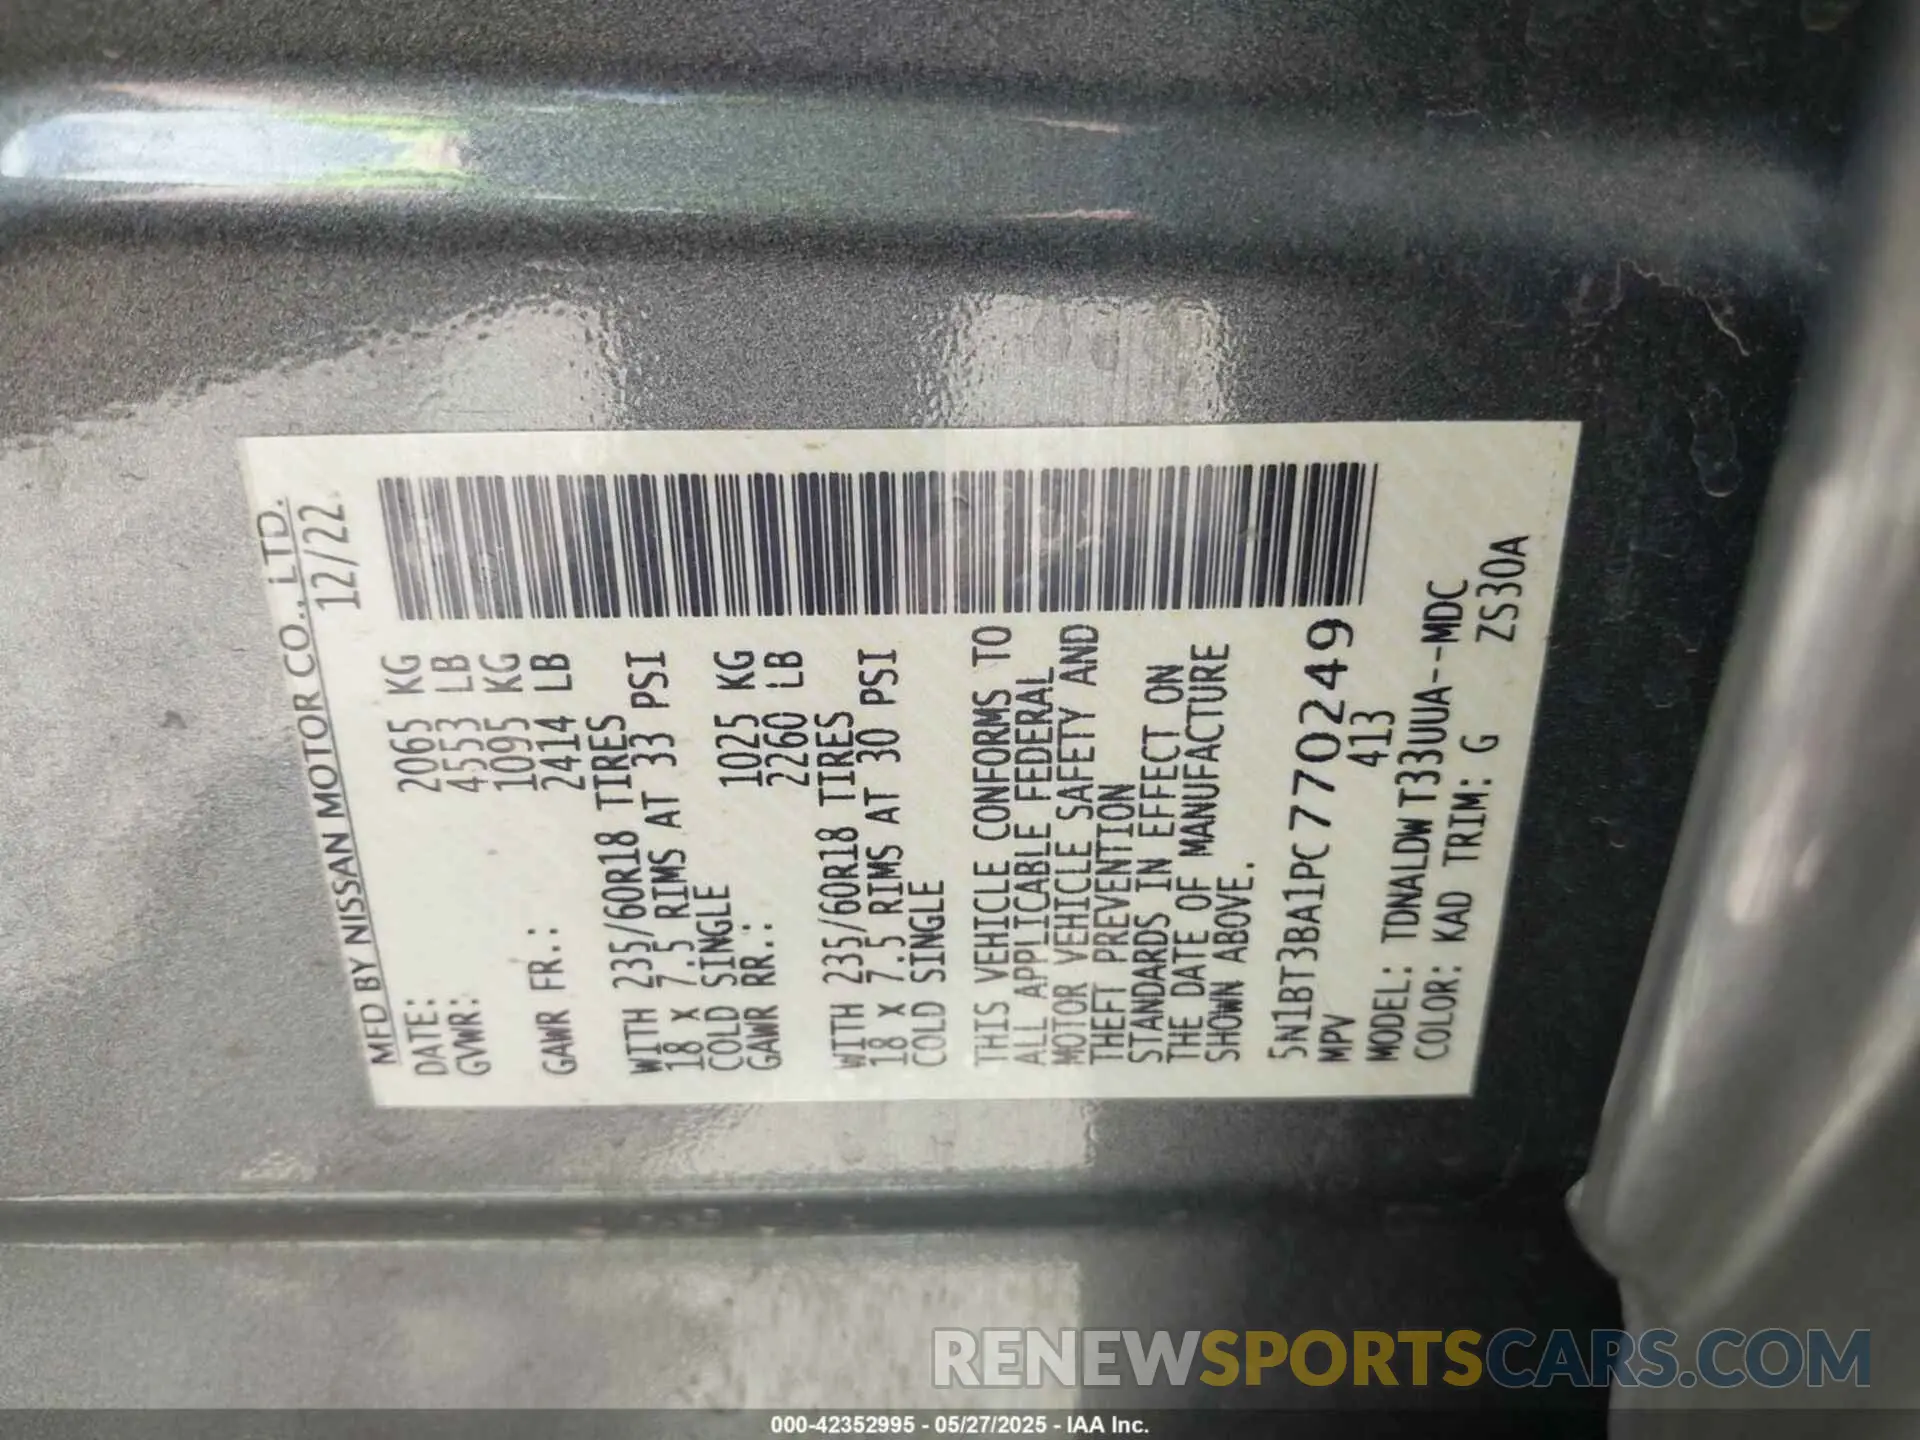 MFD BY NISSAN MOTOR CO., LTD.
DATE: 12/22
GVWR: 2065 KG
4553 LB
GAWR FR.: 1095 KG
2414 LB
WITH 235/60R18 TIRES
18 X 7.5 RIMS AT 33 PSI
COLD SINGLE
GAWR RR.: 1025 KG
2260 LB
WITH 235/60R18 TIRES
18 X 7.5 RIMS AT 30 PSI
COLD SINGLE
THIS VEHICLE CONFORMS TO
ALL APPLICABLE FEDERAL
MOTOR VEHICLE SAFETY AND
THEFT PREVENTION
STANDARDS IN EFFECT ON
THE DATE OF MANUFACTURE
SHOWN ABOVE.
5N1BT3BA1PC770249
MPV 413
MODEL: TDNALDW T33UUA--MDC
COLOR: KAD TRIM: G ZS30A
RENEWSPORTSCARS.COM
000-42352995 - 05/27/2025 - IAA Inc.